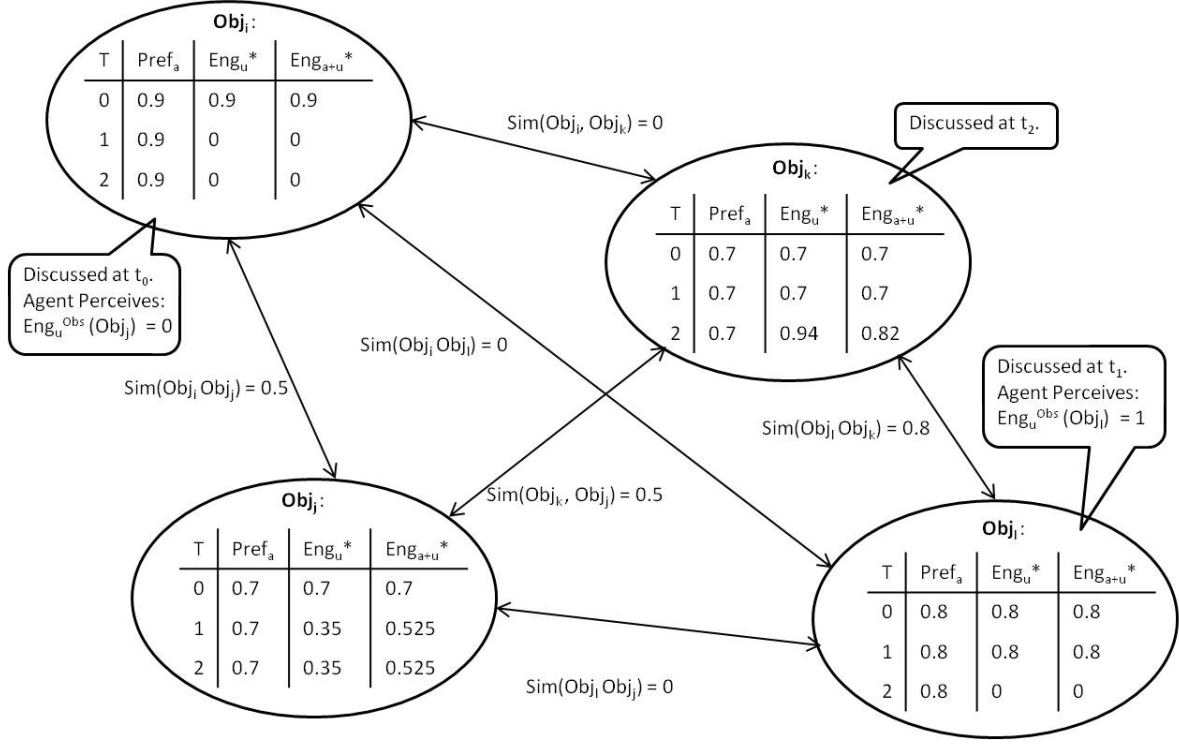 Obj_i:
T Pref_a Eng_u* Eng_a+u*
0 0.9 0.9 0.9
1 0.9 0 0
2 0.9 0 0
Discussed at t_0.
Agent Perceives:
Eng_u^Obs (Obj_j) = 0
Sim(Obj_i, Obj_k) = 0
Discussed at t_2.
Obj_k:
T Pref_a Eng_u* Eng_a+u*
0 0.7 0.7 0.7
1 0.7 0.7 0.7
2 0.7 0.94 0.82
Sim(Obj_i Obj_l) = 0
Sim(Obj_i Obj_j) = 0.5
Discussed at t_1.
Agent Perceives:
Eng_u^Obs (Obj_l) = 1
Sim(Obj_l Obj_k) = 0.8
Sim(Obj_k, Obj_j) = 0.5
Obj_j:
T Pref_a Eng_u* Eng_a+u*
0 0.7 0.7 0.7
1 0.7 0.35 0.525
2 0.7 0.35 0.525
Obj_l:
T Pref_a Eng_u* Eng_a+u*
0 0.8 0.8 0.8
1 0.8 0.8 0.8
2 0.8 0 0
Sim(Obj_l Obj_j) = 0